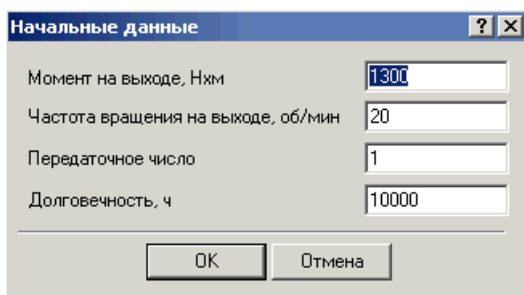 Начальные данные
Момент на выходе, Нхм 1300
Частота вращения на выходе, об/мин 20
Передаточное число 1
Долговечность, ч 10000
OK Отмена